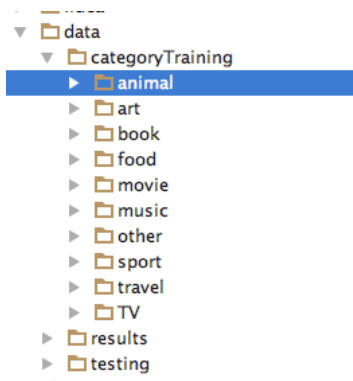 data
categoryTraining
animal
art
book
food
movie
music
other
sport
travel
TV
results
testing